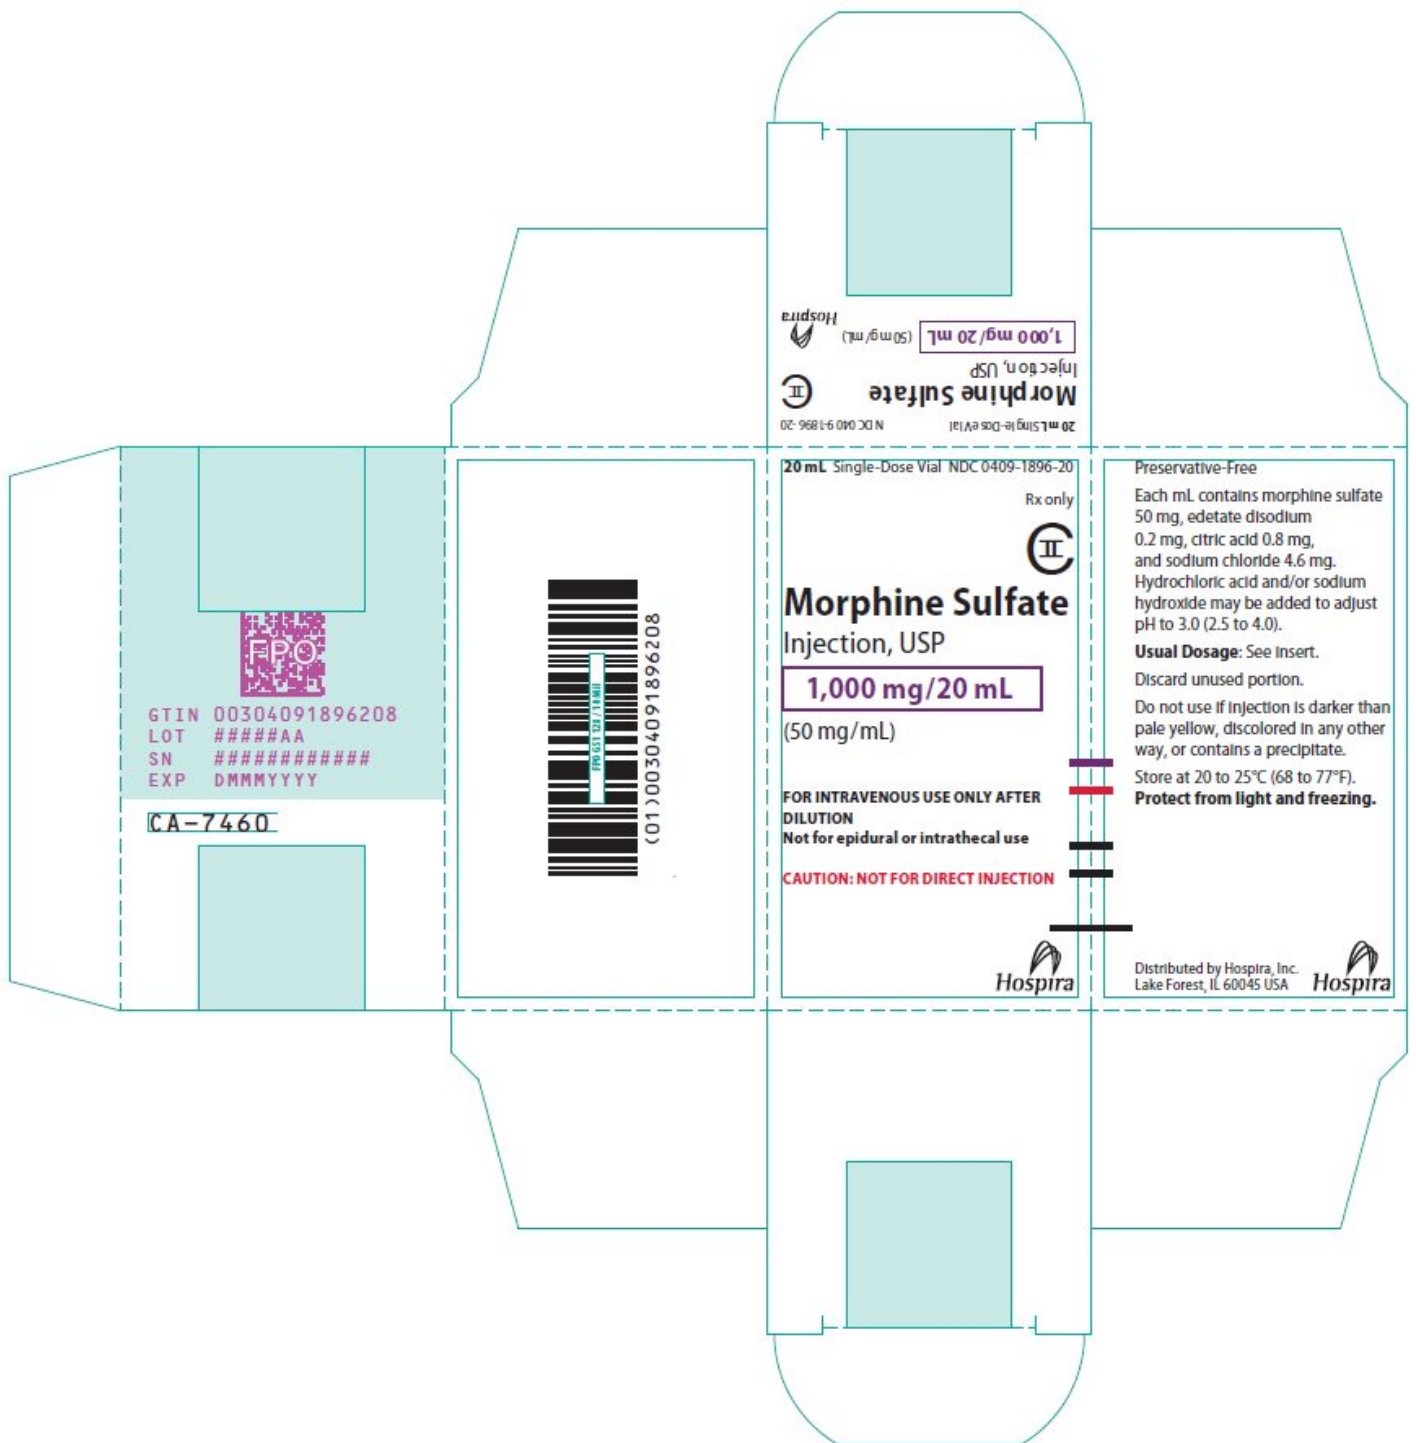 20 mL Single-Dose Vial NDC 0409-1896-20
Morphine Sulfate
CII
Injection, USP
1,000 mg/20 mL (50 mg/mL)
Hospira
FPO
GTIN 00304091896208
LOT #####AA
SN ############
EXP DMMMYYYY
CA-7460
FPO GS1 128 / 10 Mil
(01)00304091896208
20 mL Single-Dose Vial NDC 0409-1896-20
Rx only
CII
Morphine Sulfate
Injection, USP
1,000 mg/20 mL
(50 mg/mL)
FOR INTRAVENOUS USE ONLY AFTER
DILUTION
Not for epidural or intrathecal use
CAUTION: NOT FOR DIRECT INJECTION
Hospira
Preservative-Free
Each mL contains morphine sulfate
50 mg, edetate disodium
0.2 mg, citric acid 0.8 mg,
and sodium chloride 4.6 mg.
Hydrochloric acid and/or sodium
hydroxide may be added to adjust
pH to 3.0 (2.5 to 4.0).
Usual Dosage: See insert.
Discard unused portion.
Do not use if injection is darker than
pale yellow, discolored in any other
way, or contains a precipitate.
Store at 20 to 25°C (68 to 77°F).
Protect from light and freezing.
Distributed by Hospira, Inc.
Lake Forest, IL 60045 USA
Hospira